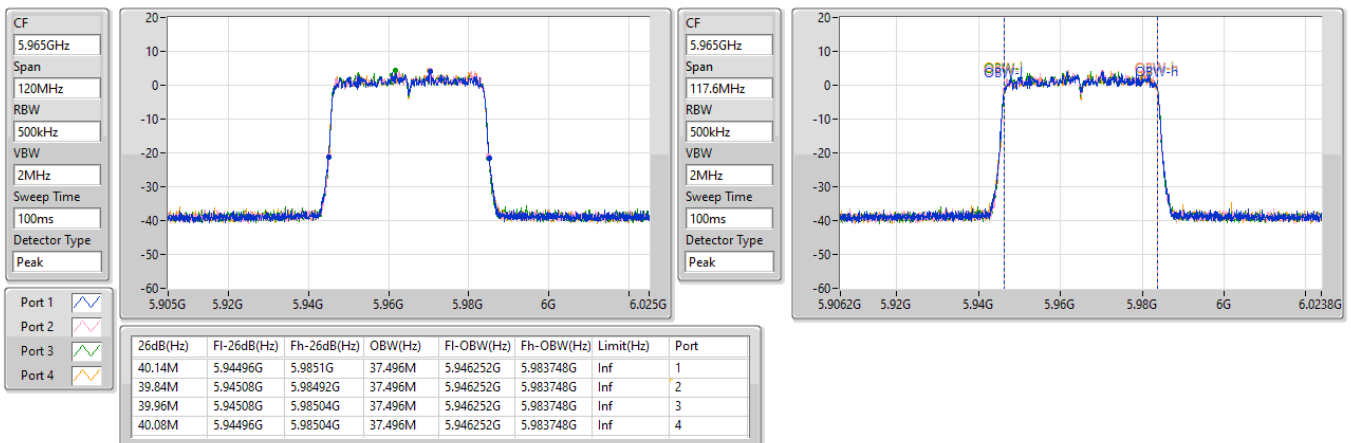 CF
5.965GHz
Span
120MHz
RBW
500kHz
VBW
2MHz
Sweep Time
100ms
Detector Type
Peak
20
10
0
-10
-20
-30
-40
-50
-60
5.905G 5.92G 5.94G 5.96G 5.98G 6G 6.025G
CF
5.965GHz
Span
117.6MHz
RBW
500kHz
VBW
2MHz
Sweep Time
100ms
Detector Type
Peak
20
10
0
-10
-20
-30
-40
-50
-60
OBW-l OBW-h
5.9062G 5.92G 5.94G 5.96G 5.98G 6G 6.0238G
Port 1
Port 2
Port 3
Port 4
26dB(Hz) Fl-26dB(Hz) Fh-26dB(Hz) OBW(Hz) Fl-OBW(Hz) Fh-OBW(Hz) Limit(Hz) Port
40.14M 5.94496G 5.9851G 37.496M 5.946252G 5.983748G Inf 1
39.84M 5.94508G 5.98492G 37.496M 5.946252G 5.983748G Inf 2
39.96M 5.94508G 5.98504G 37.496M 5.946252G 5.983748G Inf 3
40.08M 5.94496G 5.98504G 37.496M 5.946252G 5.983748G Inf 4